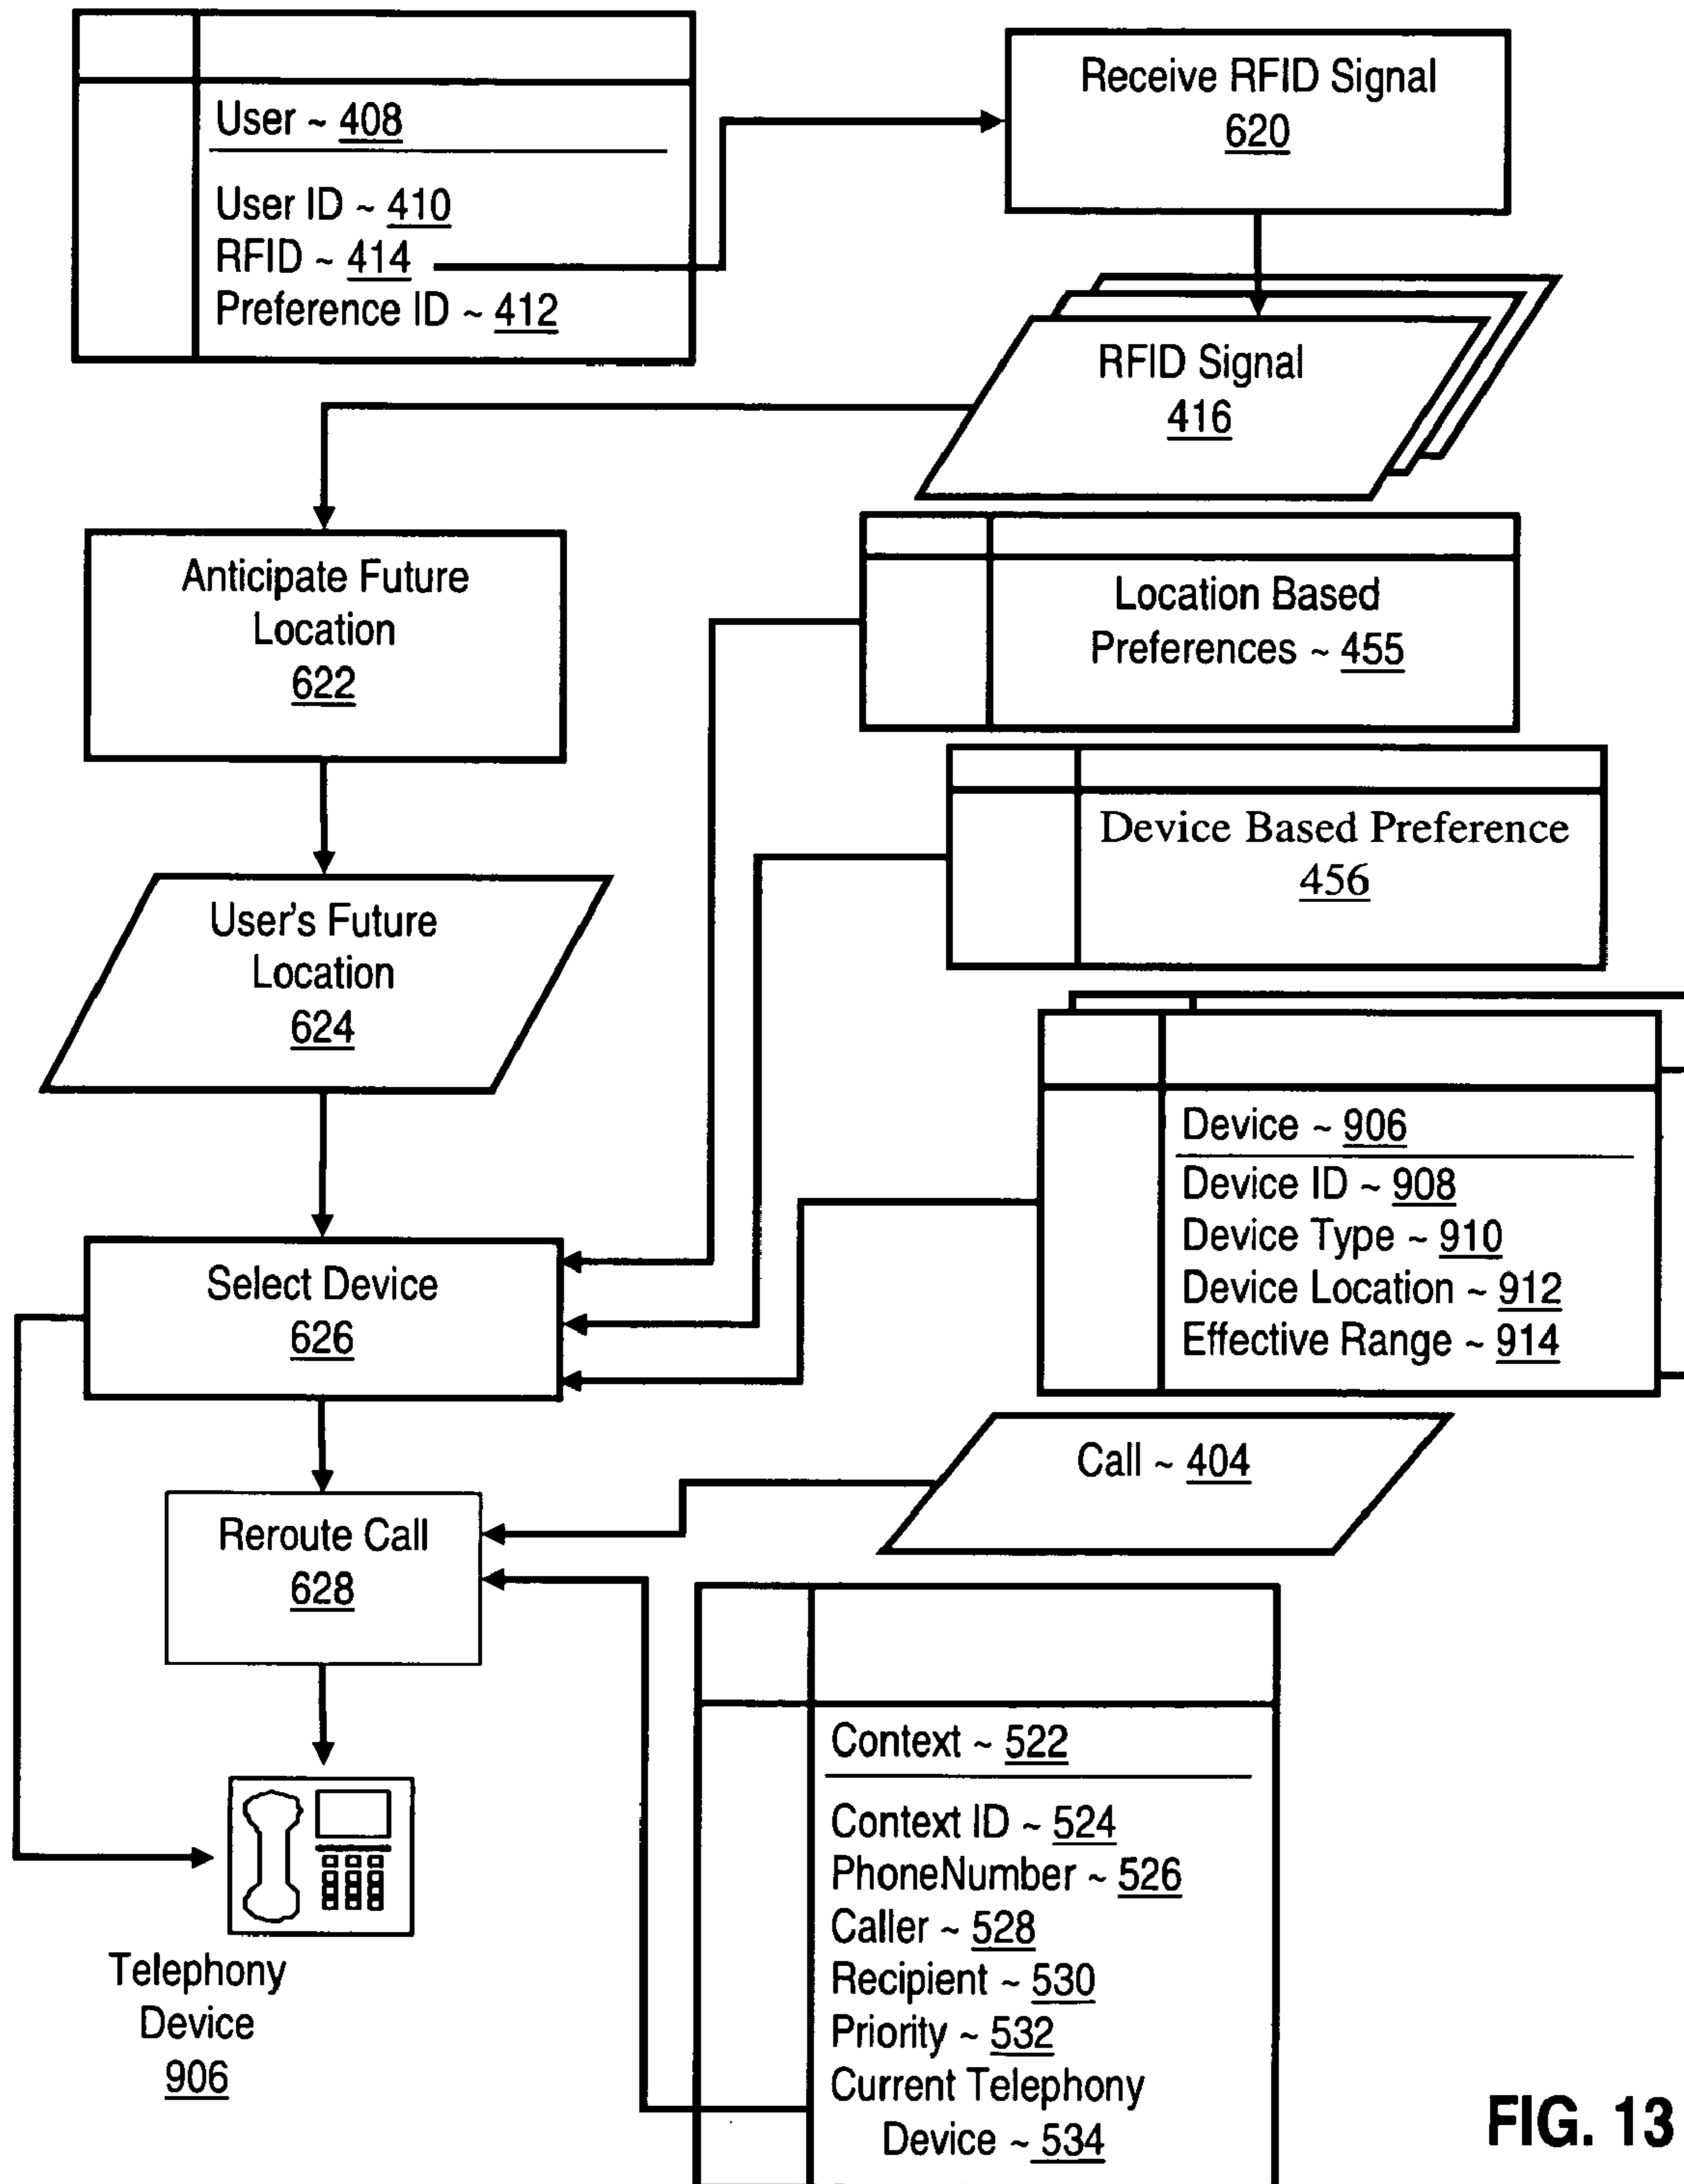 User ~ 408
User ID ~ 410
RFID ~ 414
Preference ID ~ 412
Receive RFID Signal
620
RFID Signal
416
Anticipate Future
Location
622
Location Based
Preferences ~ 455
Device Based Preference
456
User's Future
Location
624
Device ~ 906
Device ID ~ 908
Device Type ~ 910
Device Location ~ 912
Effective Range ~ 914
Select Device
626
Call ~ 404
Reroute Call
628
Context ~ 522
Context ID ~ 524
PhoneNumber ~ 526
Caller ~ 528
Recipient ~ 530
Priority ~ 532
Current Telephony
Device ~ 534
Telephony
Device
906
FIG. 13